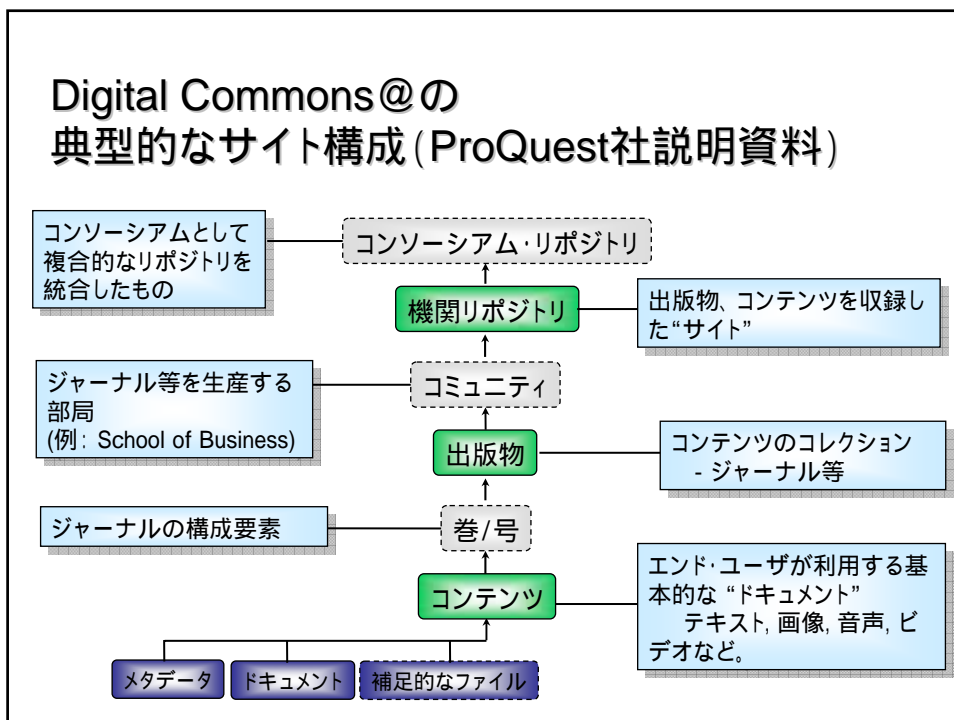 Digital Commons@の
典型的なサイト構成(ProQuest社説明資料)
コンソーシアムとして
複合的なリポジトリを
統合したもの
コンソーシアム・リポジトリ
機関リポジトリ
出版物、コンテンツを収録し
た“サイト”
ジャーナル等を生産する
部局
(例: School of Business)
コミュニティ
出版物
コンテンツのコレクション
- ジャーナル等
ジャーナルの構成要素
巻/号
コンテンツ
エンド・ユーザが利用する基
本的な “ドキュメント”
テキスト, 画像, 音声, ビ
デオなど。
メタデータ
ドキュメント
補足的なファイル